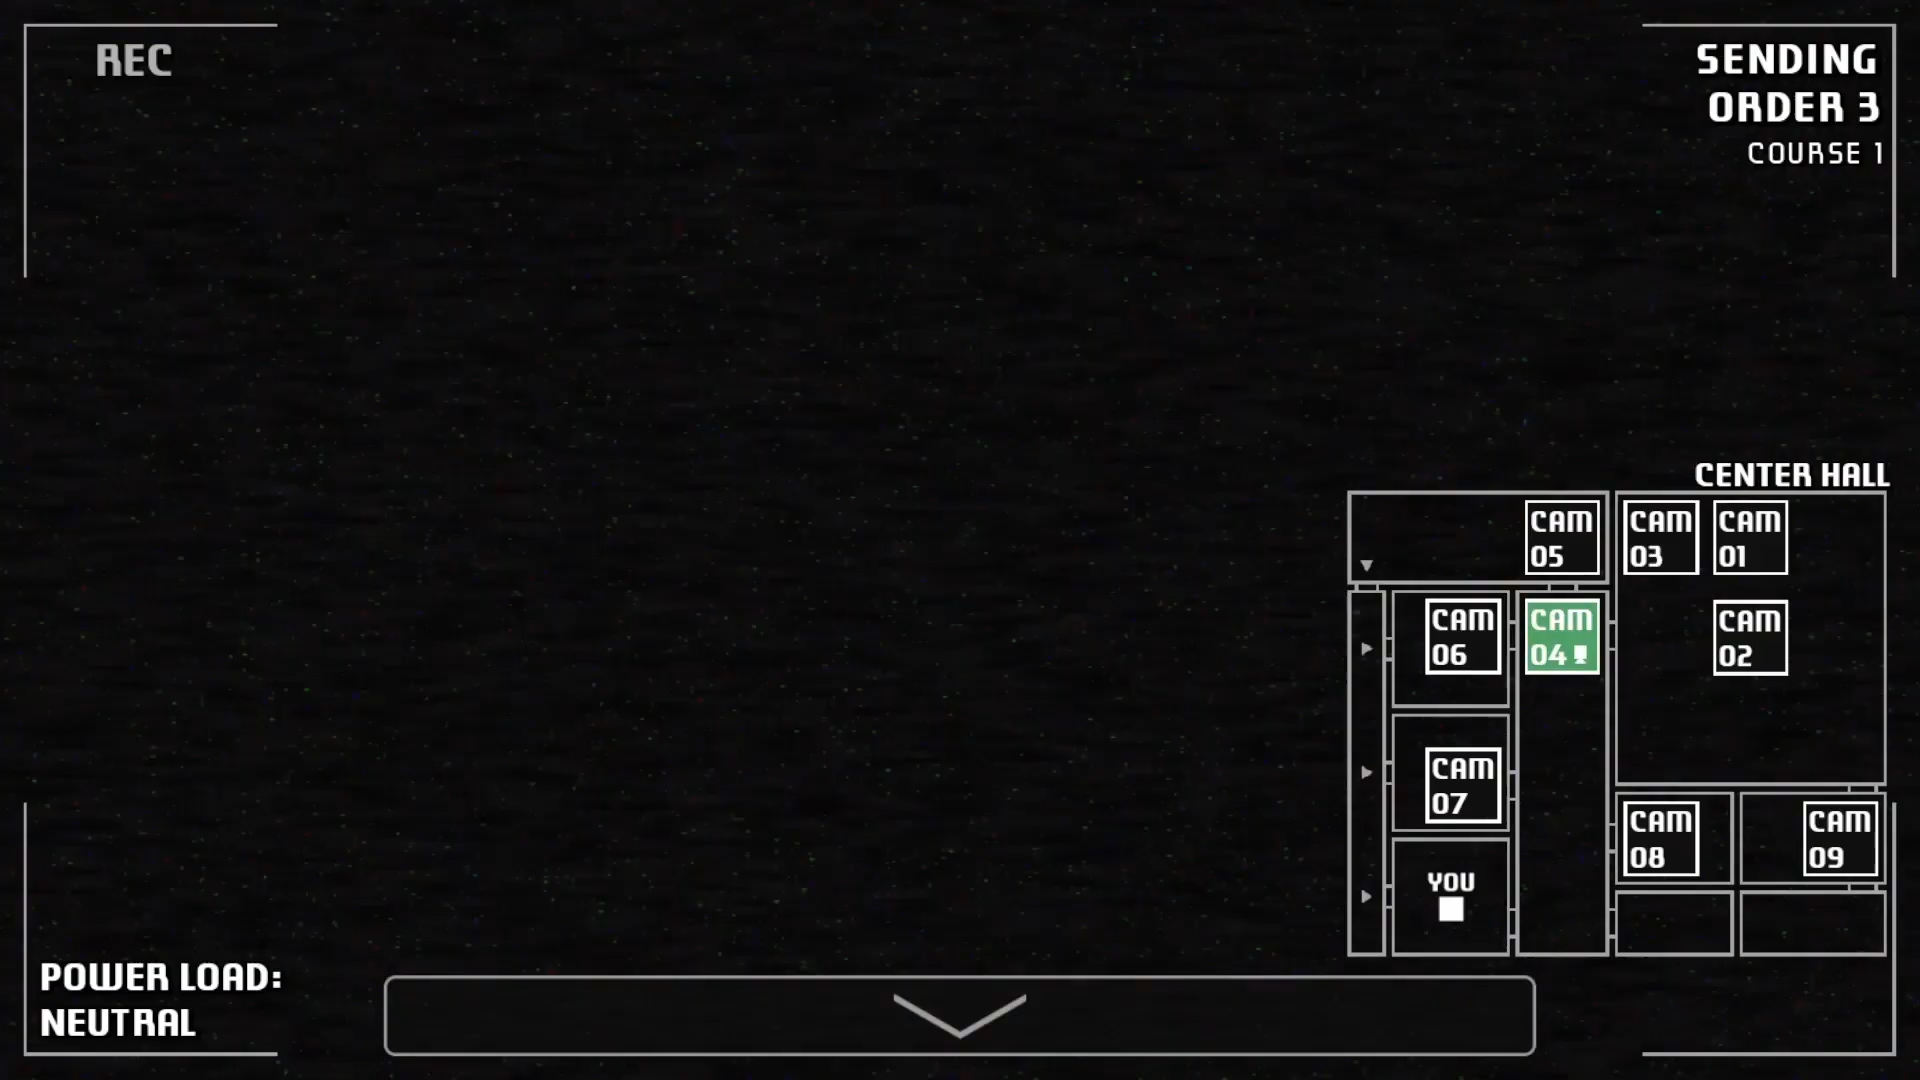 REC
SENDING
ORDER 3
COURSE 1
CENTER HALL
CAM
05
CAM
03
CAM
01
CAM
06
CAM
04
CAM
02
CAM
07
CAM
08
CAM
09
YOU
POWER LOAD:
NEUTRAL